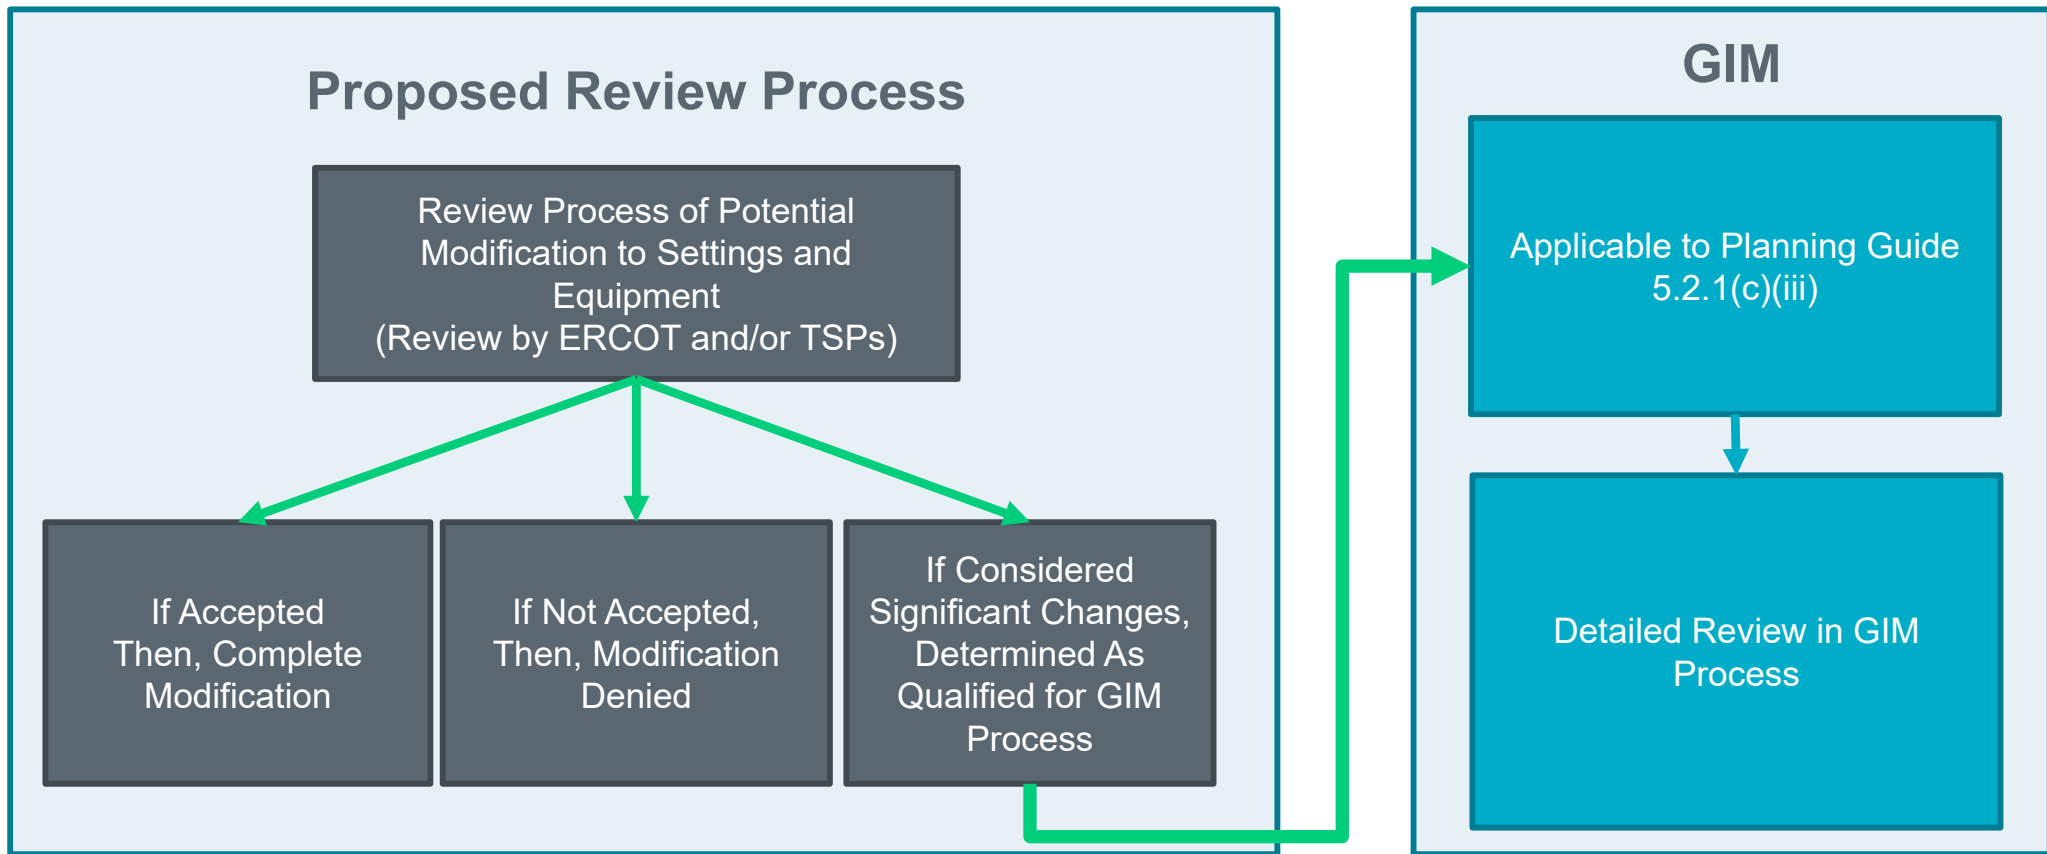 Proposed Review Process
Review Process of Potential
Modification to Settings and
Equipment
(Review by ERCOT and/or TSPs)
If Accepted
Then, Complete
Modification
If Not Accepted,
Then, Modification
Denied
If Considered
Significant Changes,
Determined As
Qualified for GIM
Process
GIM
Applicable to Planning Guide
5.2.1(c)(iii)
Detailed Review in GIM
Process